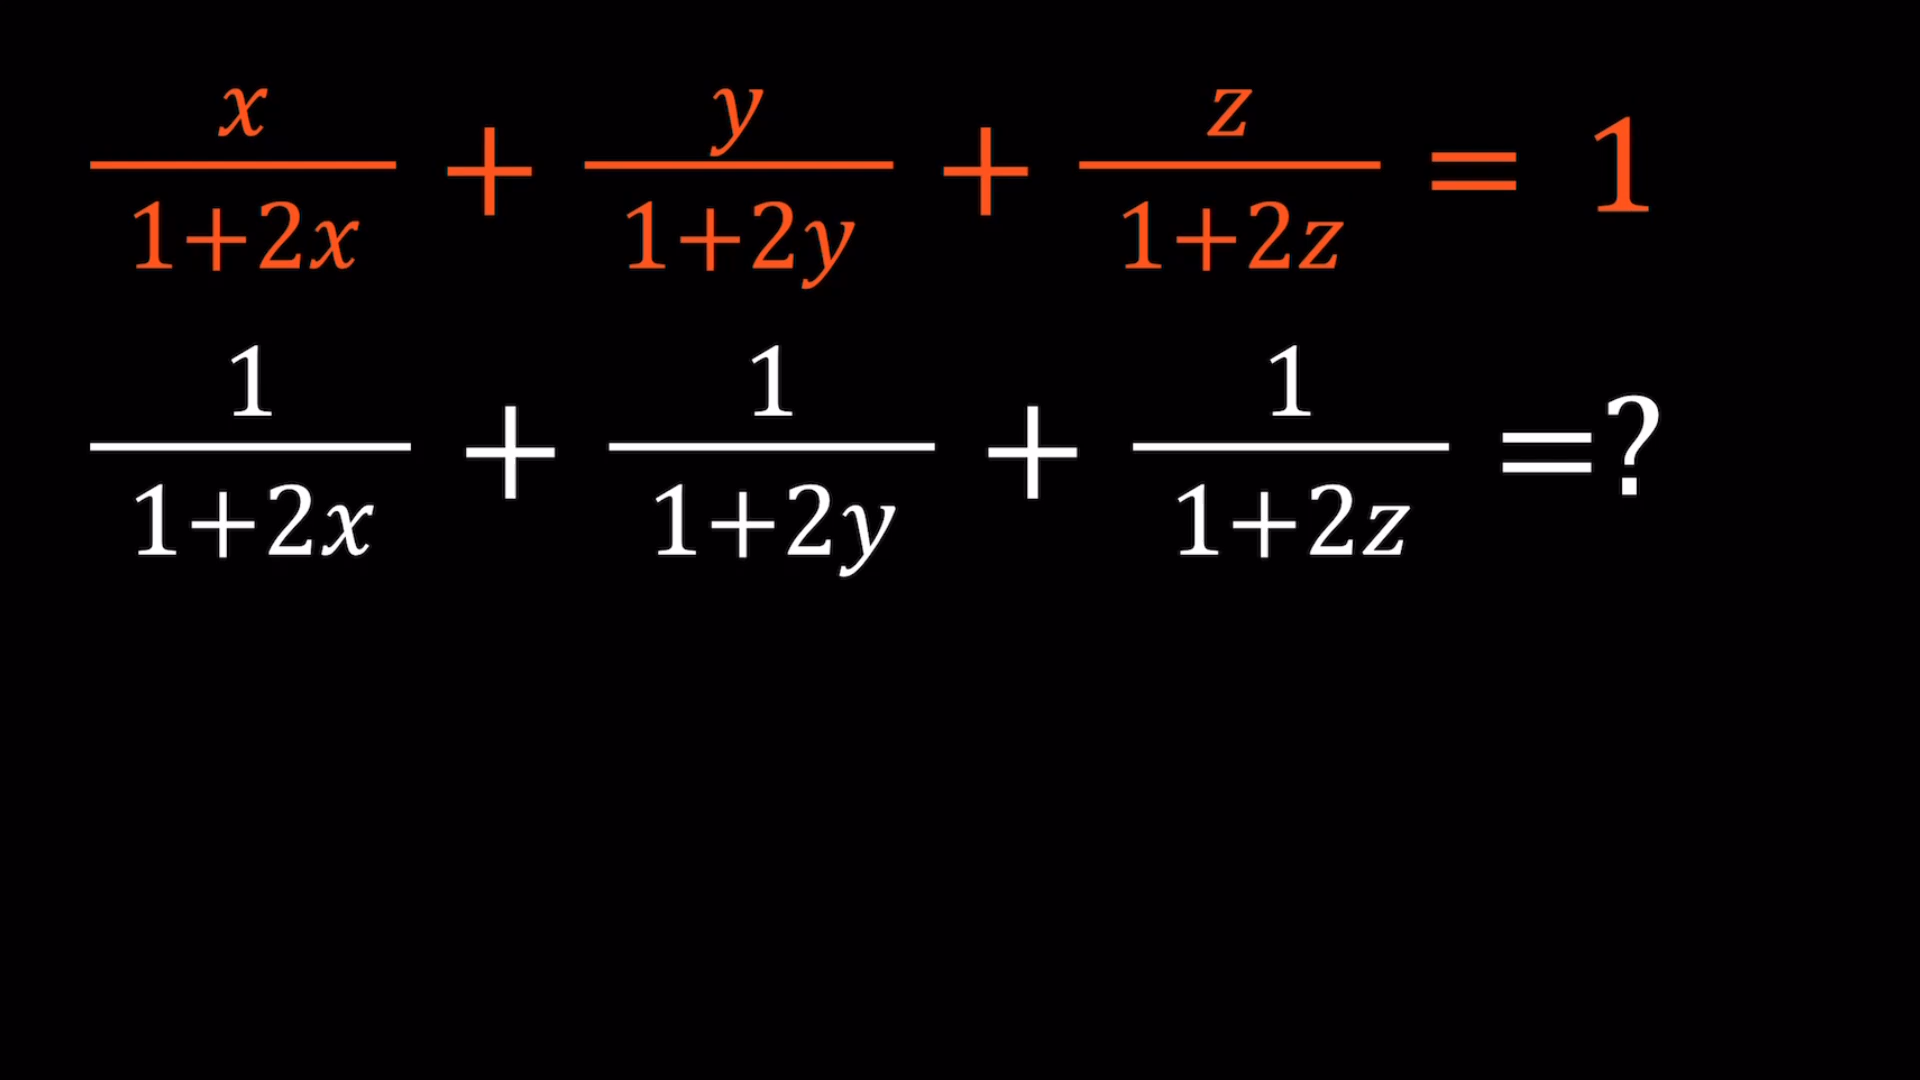 x/(1+2x) + y/(1+2y) + z/(1+2z) = 1
1/(1+2x) + 1/(1+2y) + 1/(1+2z) =?